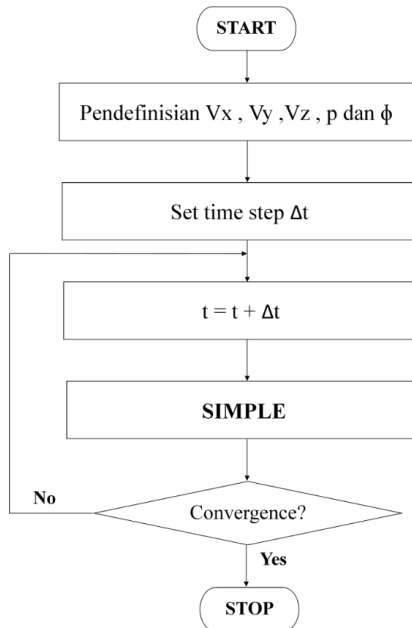 START
Pendefinisian Vx , Vy ,Vz , p dan ϕ
Set time step Δt
t = t + Δt
SIMPLE
No
Convergence?
Yes
STOP